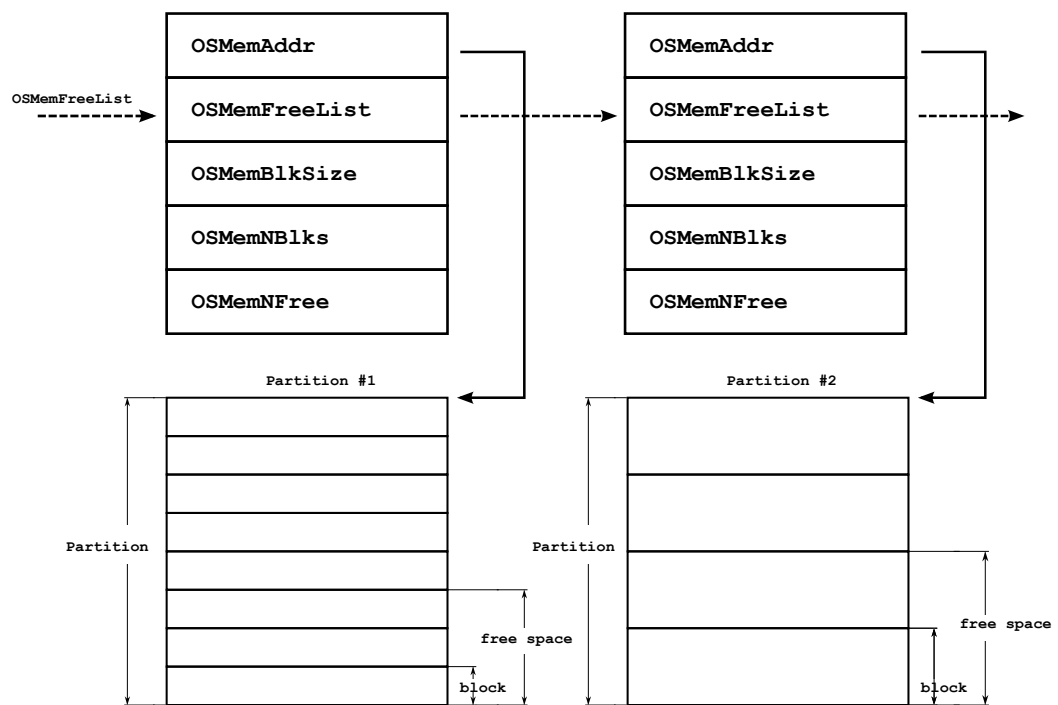 OSMemAddr
OSMemAddr
OSMemFreeList
OSMemFreeList
OSMemFreeList
OSMemBlkSize
OSMemBlkSize
OSMemNBlks
OSMemNBlks
OSMemNFree
OSMemNFree
Partition #1
Partition #2
Partition
Partition
free space
free space
block
block